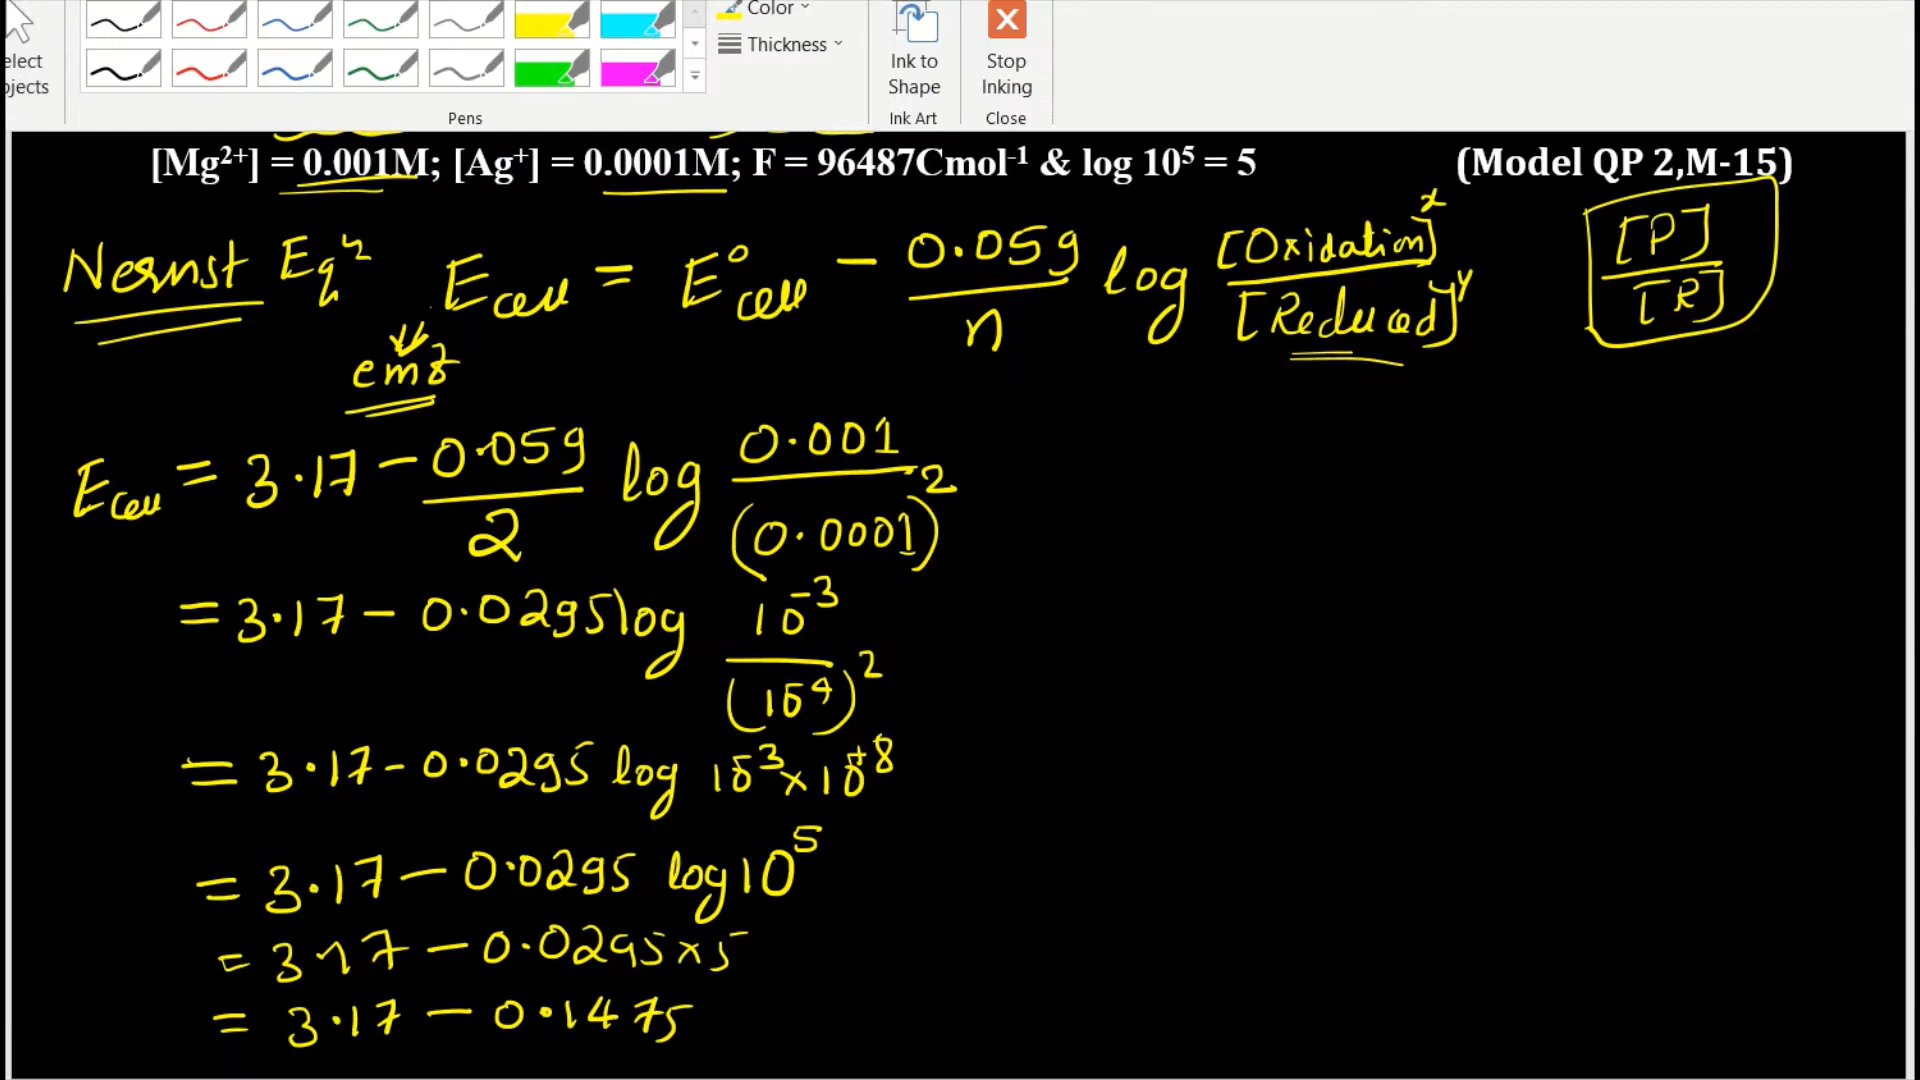 Color
elect
bjects
Thickness
Ink to
Shape
Stop
Inking
Pens
Ink Art
Close
[Mg²⁺] = 0.001M; [Ag⁺] = 0.0001M; F = 96487Cmol⁻¹ & log 10⁵ = 5 (Model QP 2,M-15)
Nernst Eqⁿ E cell = E° cell − 0.059/n log [Oxidation]ˣ/[Reduced]ʸ [P]/[R]
emf
E cell = 3.17 − 0.059/2 log 0.001/(0.0001)²
= 3.17 − 0.0295 log 10⁻³/(10⁻⁴)²
= 3.17 − 0.0295 log 10⁻³ × 10⁺⁸
= 3.17 − 0.0295 log 10⁵
= 3.17 − 0.0295 × 5
= 3.17 − 0.1475